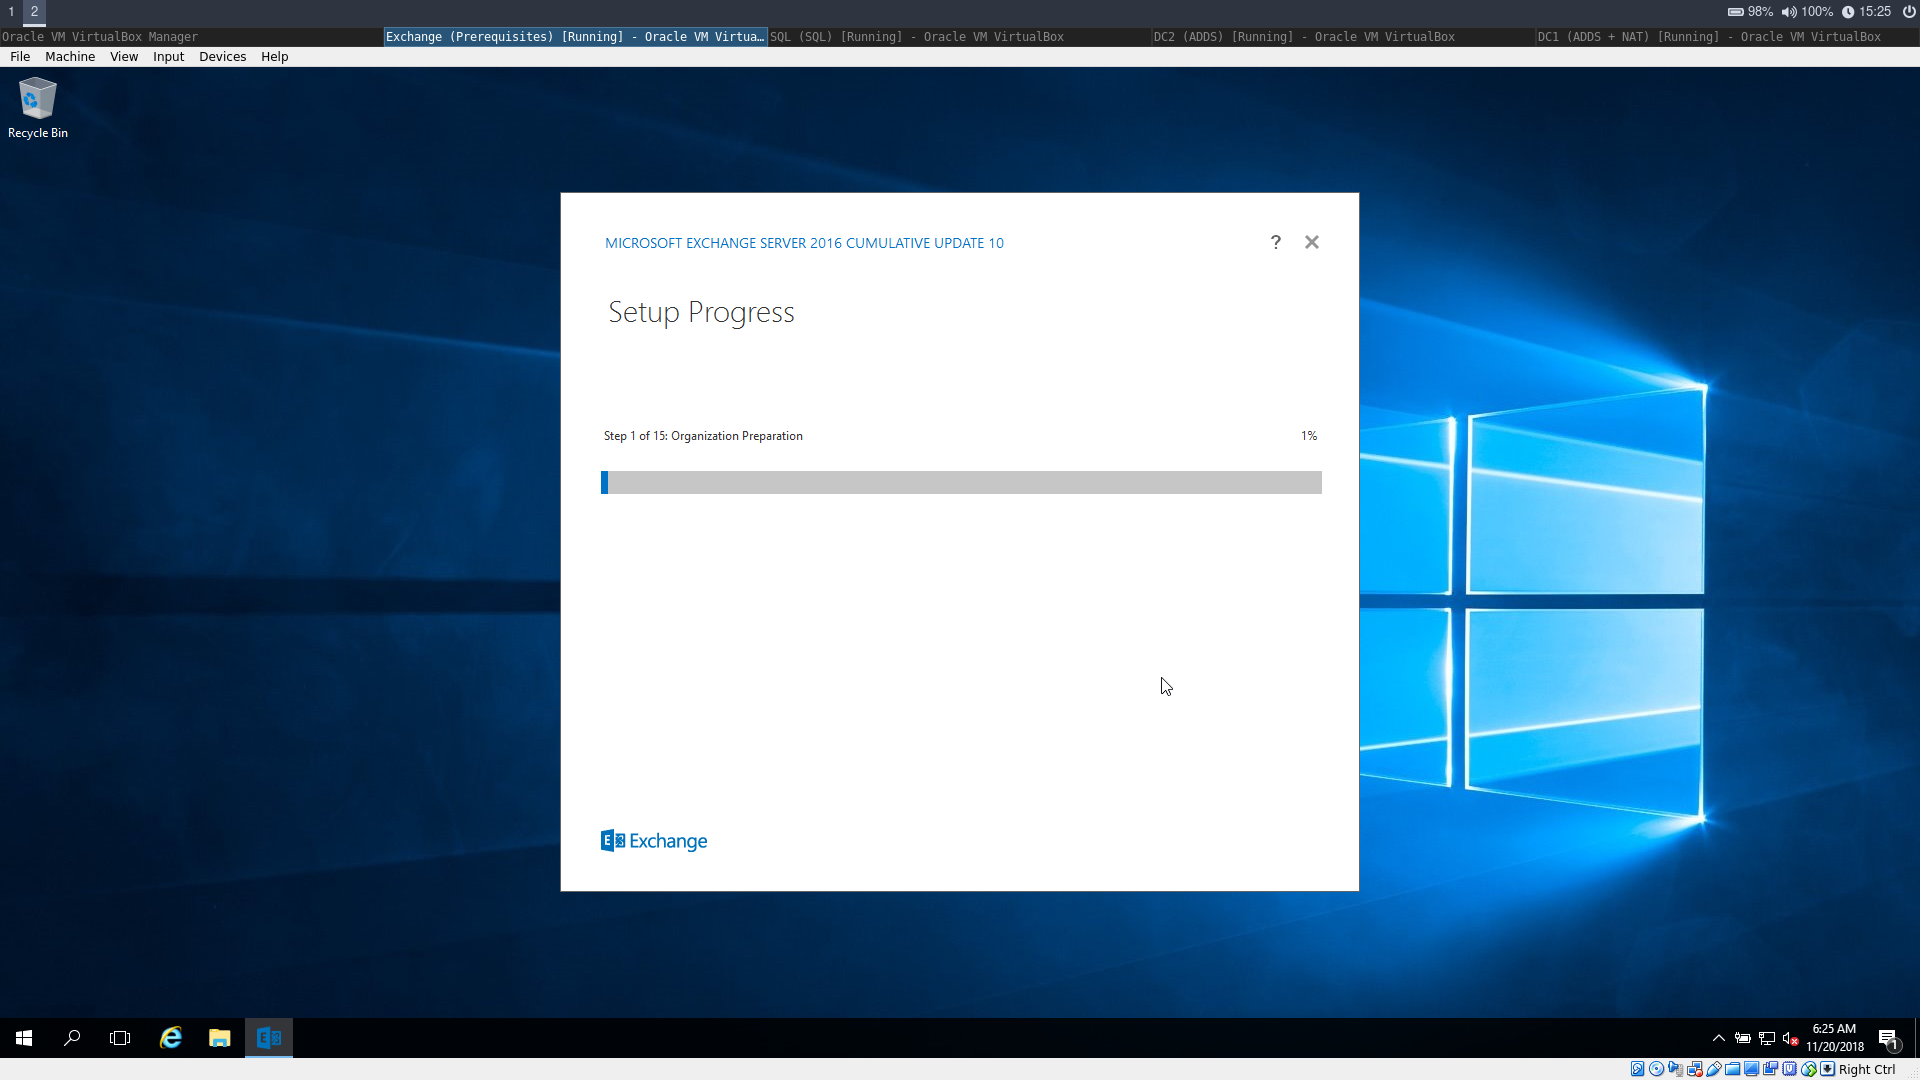 1 2 98% 100% 15:25
Oracle VM VirtualBox Manager Exchange (Prerequisites) [Running] - Oracle VM Virtua… SQL (SQL) [Running] - Oracle VM VirtualBox DC2 (ADDS) [Running] - Oracle VM VirtualBox DC1 (ADDS + NAT) [Running] - Oracle VM VirtualBox
File Machine View Input Devices Help
Recycle Bin
MICROSOFT EXCHANGE SERVER 2016 CUMULATIVE UPDATE 10 ?
Setup Progress
Step 1 of 15: Organization Preparation 1%
E Exchange
6:25 AM
11/20/2018
1
Right Ctrl